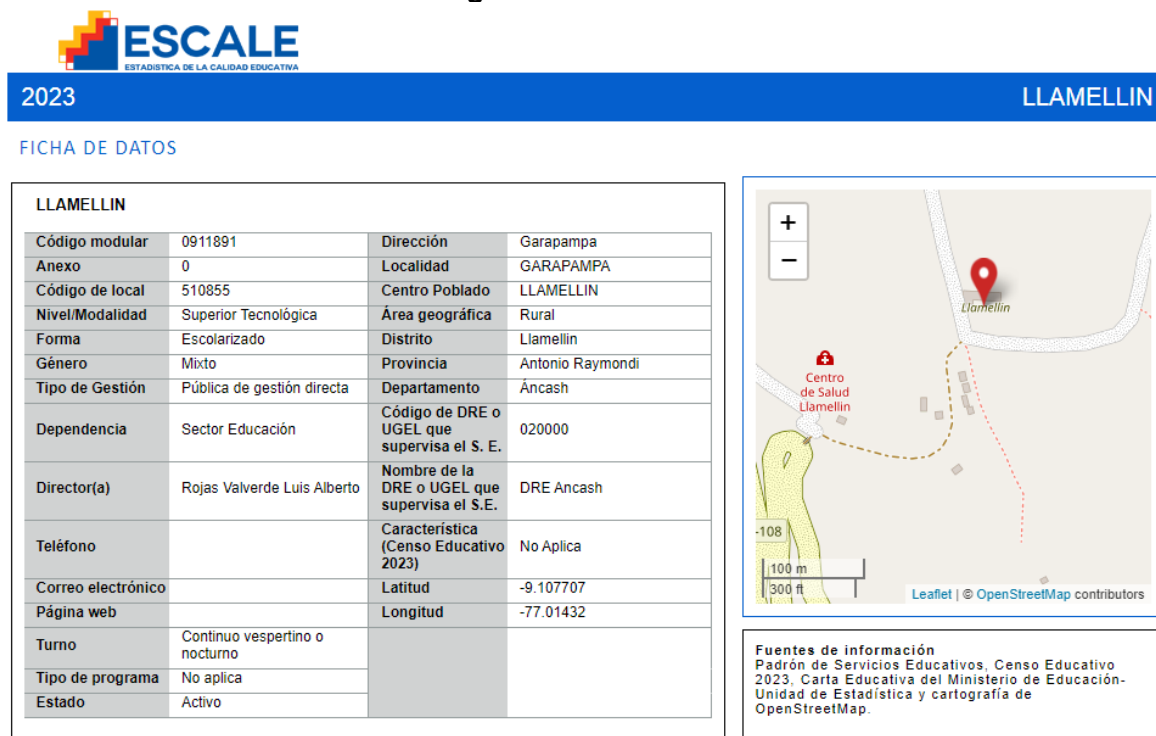 ESCALE
ESTADISTICA DE LA CALIDAD EDUCATIVA
2023 LLAMELLIN
FICHA DE DATOS
LLAMELLIN
Código modular 0911891 Dirección Garapampa
Anexo 0 Localidad GARAPAMPA
Código de local 510855 Centro Poblado LLAMELLIN
Nivel/Modalidad Superior Tecnológica Área geográfica Rural
Forma Escolarizado Distrito Llamellin
Género Mixto Provincia Antonio Raymondi
Tipo de Gestión Pública de gestión directa Departamento Áncash
Dependencia Sector Educación Código de DRE o
UGEL que
supervisa el S. E. 020000
Director(a) Rojas Valverde Luis Alberto Nombre de la
DRE o UGEL que
supervisa el S.E. DRE Ancash
Teléfono Característica
(Censo Educativo
2023) No Aplica
Correo electrónico Latitud -9.107707
Página web Longitud -77.01432
Turno Continuo vespertino o
nocturno
Tipo de programa No aplica
Estado Activo
+
−
Llamellin
Centro
de Salud
Llamellin
-108
100 m
300 ft
Leaflet | © OpenStreetMap contributors
Fuentes de información
Padrón de Servicios Educativos, Censo Educativo
2023, Carta Educativa del Ministerio de Educación-
Unidad de Estadística y cartografía de
OpenStreetMap.